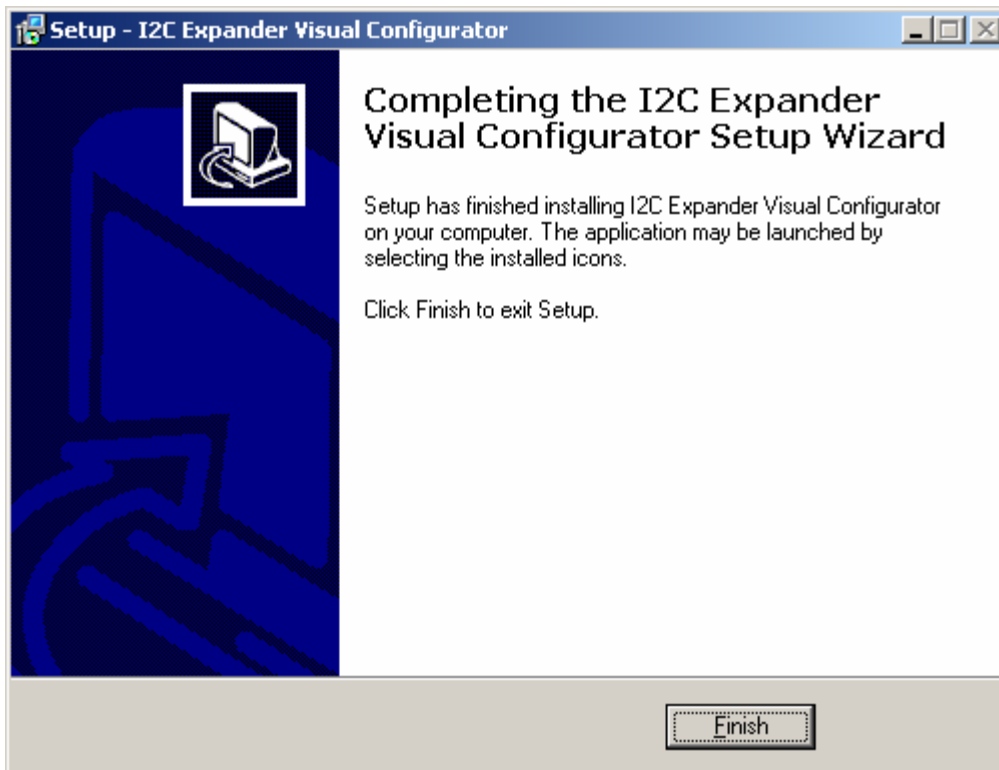 Setup - I2C Expander Visual Configurator
Completing the I2C Expander
Visual Configurator Setup Wizard
Setup has finished installing I2C Expander Visual Configurator
on your computer. The application may be launched by
selecting the installed icons.
Click Finish to exit Setup.
Finish